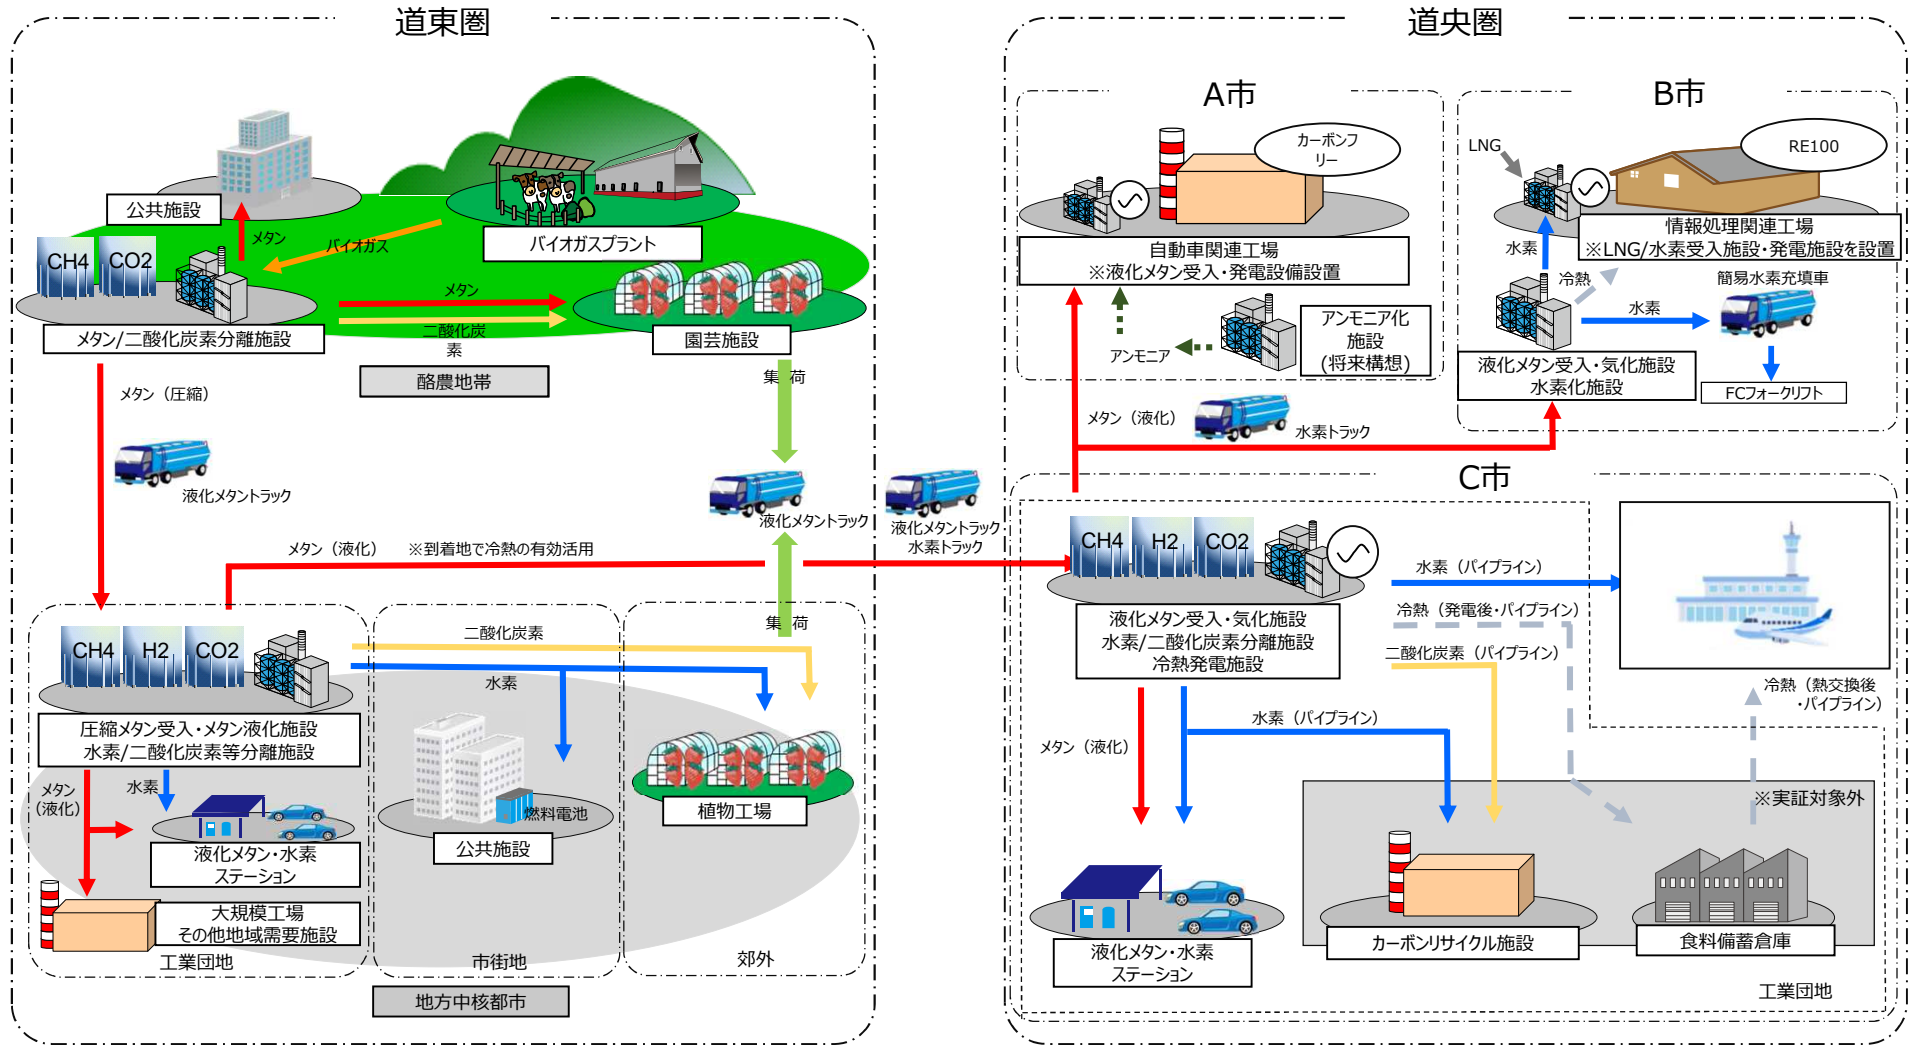 道東圏
公共施設
メタン
バイオガス
バイオガスプラント
CH4
CO2
メタン/二酸化炭素分離施設
メタン
二酸化炭
素
園芸施設
酪農地帯
集 荷
メタン（圧縮）
液化メタントラック
液化メタントラック
液化メタントラック
水素トラック
メタン（液化）　※到着地で冷熱の有効活用
CH4
H2
CO2
圧縮メタン受入・メタン液化施設
水素/二酸化炭素等分離施設
二酸化炭素
水素
集 荷
メタン
（液化）
水素
液化メタン・水素
ステーション
大規模工場
その他地域需要施設
工業団地
燃料電池
公共施設
市街地
植物工場
郊外
地方中核都市
道央圏
A市
カーボンフ
リー
自動車関連工場
※液化メタン受入・発電設備設置
アンモニア
アンモニア化
施設
(将来構想)
メタン（液化）
水素トラック
B市
LNG
RE100
情報処理関連工場
※LNG/水素受入施設・発電施設を設置
水素
冷熱
簡易水素充填車
水素
液化メタン受入・気化施設
水素化施設
FCフォークリフト
C市
CH4
H2
CO2
液化メタン受入・気化施設
水素/二酸化炭素分離施設
冷熱発電施設
水素（パイプライン）
冷熱（発電後・パイプライン）
二酸化炭素（パイプライン）
冷熱（熱交換後
・パイプライン）
メタン（液化）
水素（パイプライン）
※実証対象外
液化メタン・水素
ステーション
カーボンリサイクル施設
食料備蓄倉庫
工業団地